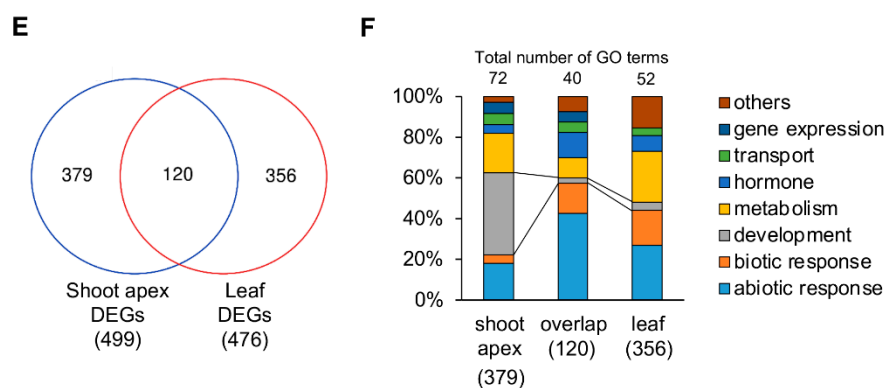 E
379
120
356
Shoot apex
DEGs
(499)
Leaf
DEGs
(476)
F
Total number of GO terms
72 40 52
100%
80%
60%
40%
20%
0%
shoot
apex
(379)
overlap
(120)
leaf
(356)
others
gene expression
transport
hormone
metabolism
development
biotic response
abiotic response